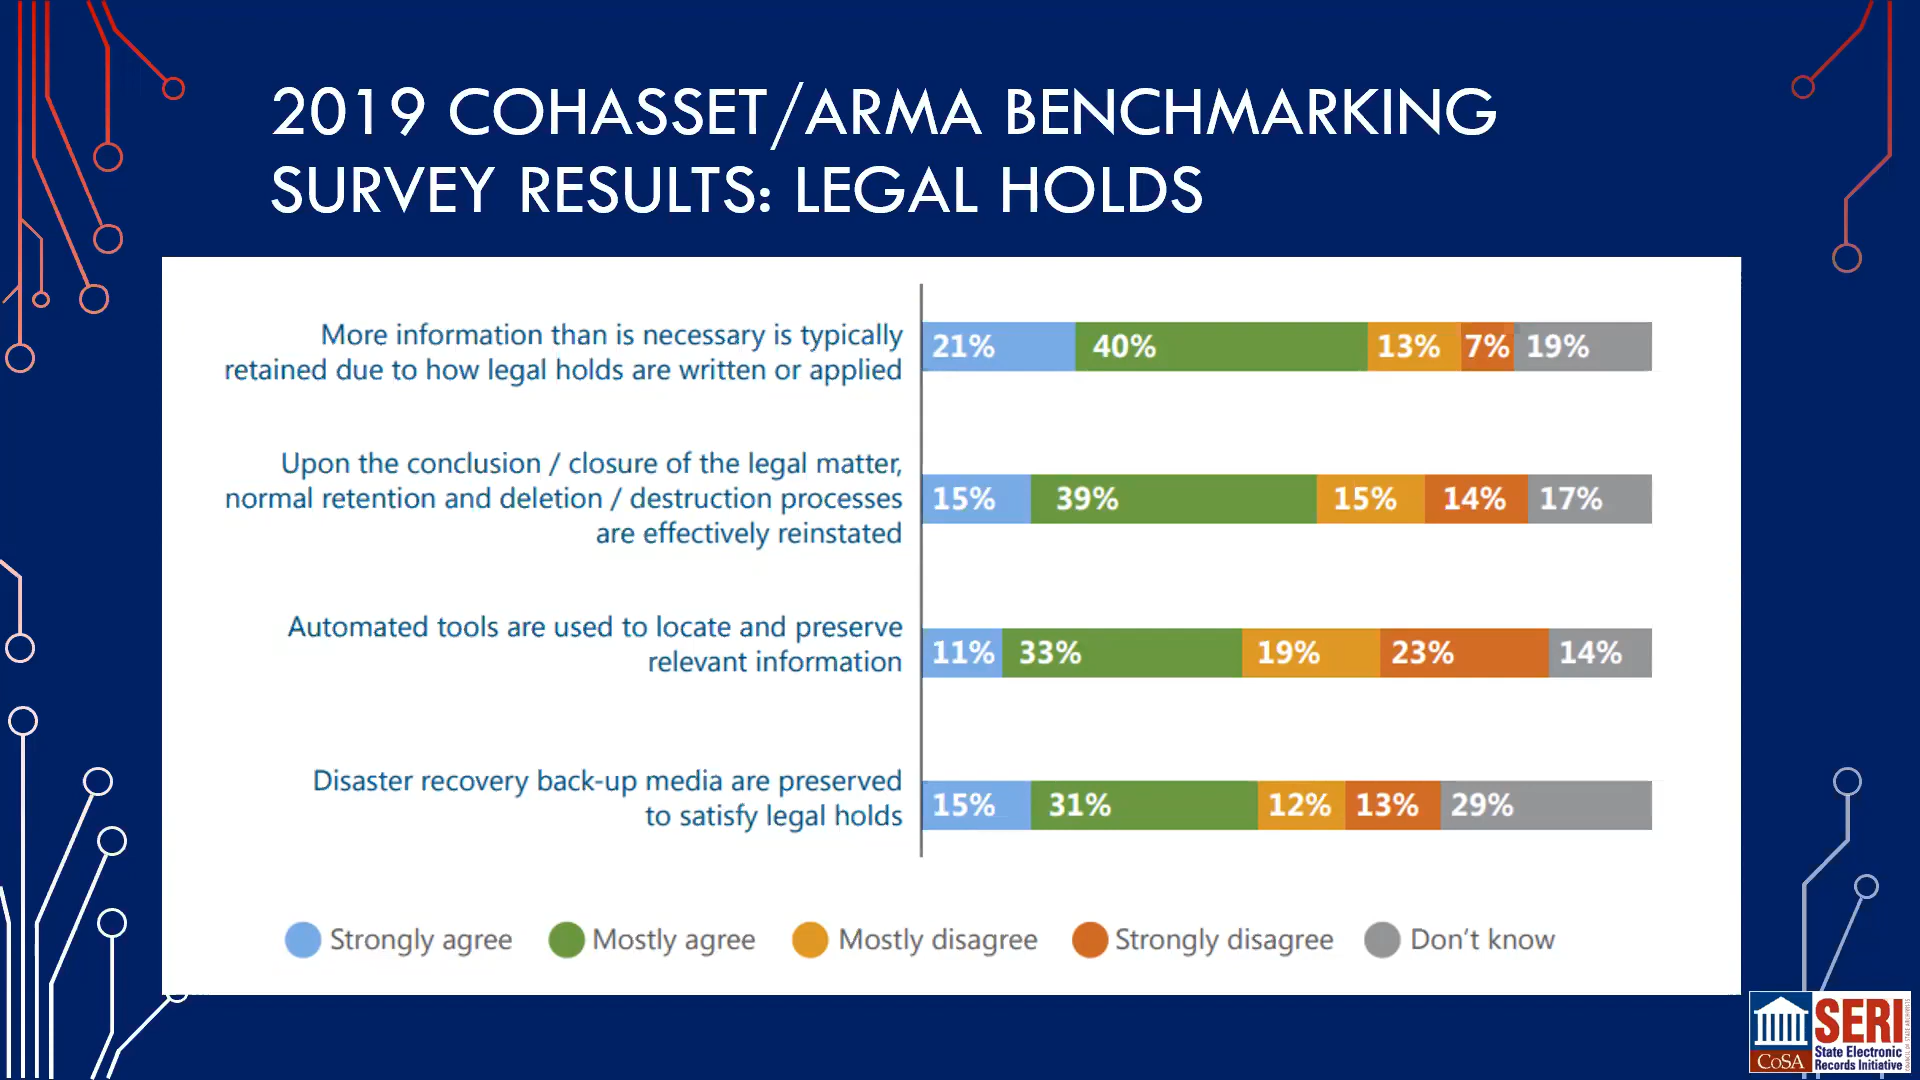 2019 COHASSET/ARMA BENCHMARKING
SURVEY RESULTS: LEGAL HOLDS
More information than is necessary is typically
retained due to how legal holds are written or applied
21% 40% 13% 7% 19%
Upon the conclusion / closure of the legal matter,
normal retention and deletion / destruction processes
are effectively reinstated
15% 39% 15% 14% 17%
Automated tools are used to locate and preserve
relevant information
11% 33% 19% 23% 14%
Disaster recovery back-up media are preserved
to satisfy legal holds
15% 31% 12% 13% 29%
Strongly agree Mostly agree Mostly disagree Strongly disagree Don't know
CoSA
SERI
State Electronic
Records Initiative